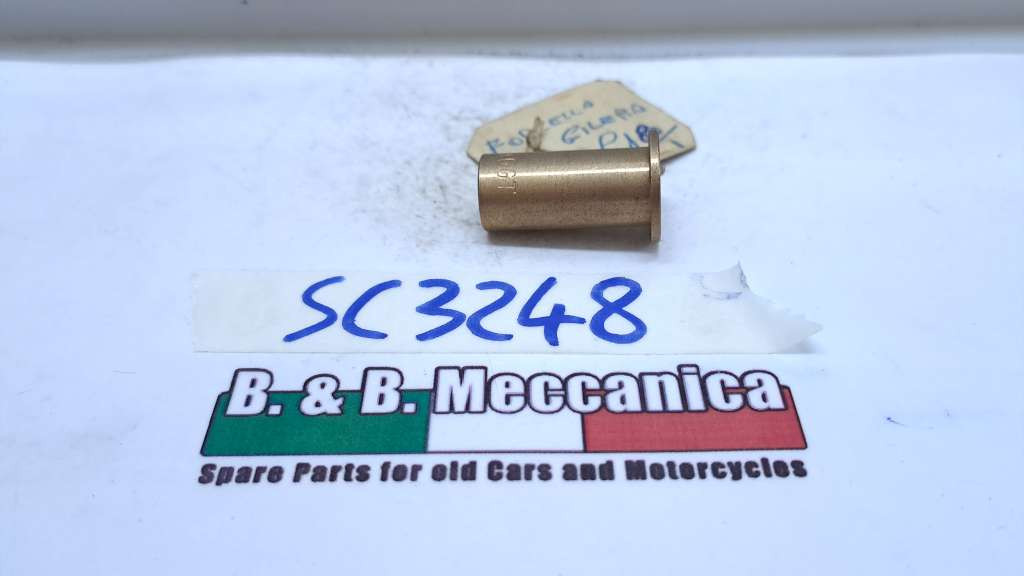 FORCELLA
GILERA
SC3248
B. & B. Meccanica
Spare Parts for old Cars and Motorcycles